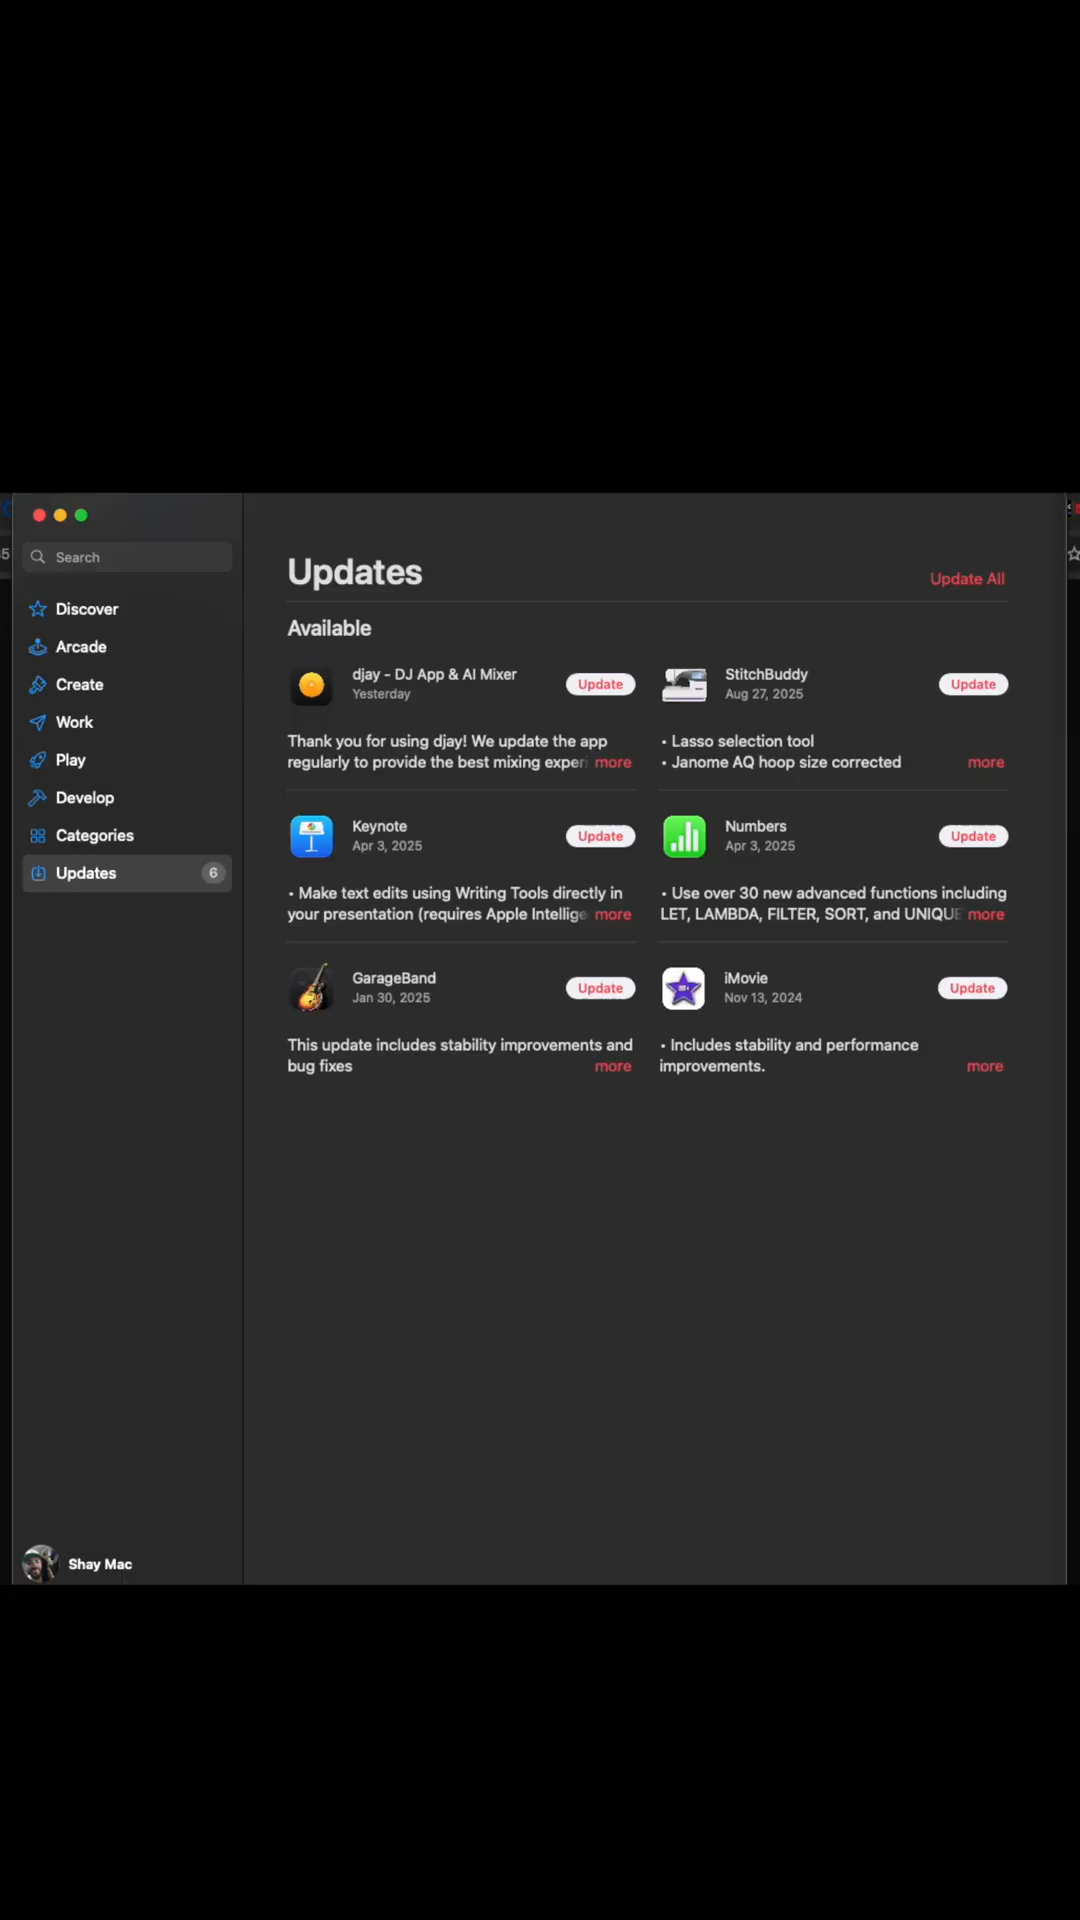 Search
Discover
Arcade
Create
Work
Play
Develop
Categories
Updates 6
Shay Mac
Updates
Update All
Available
djay - DJ App & AI Mixer
Yesterday
Update
Thank you for using djay! We update the app
regularly to provide the best mixing experi more
StitchBuddy
Aug 27, 2025
Update
• Lasso selection tool
• Janome AQ hoop size corrected more
Keynote
Apr 3, 2025
Update
• Make text edits using Writing Tools directly in
your presentation (requires Apple Intellige more
Numbers
Apr 3, 2025
Update
• Use over 30 new advanced functions including
LET, LAMBDA, FILTER, SORT, and UNIQUE more
GarageBand
Jan 30, 2025
Update
This update includes stability improvements and
bug fixes more
iMovie
Nov 13, 2024
Update
• Includes stability and performance
improvements. more